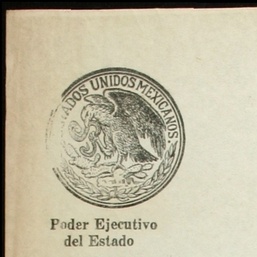 ESTADOS UNIDOS MEXICANOS
Poder Ejecutivo
del Estado